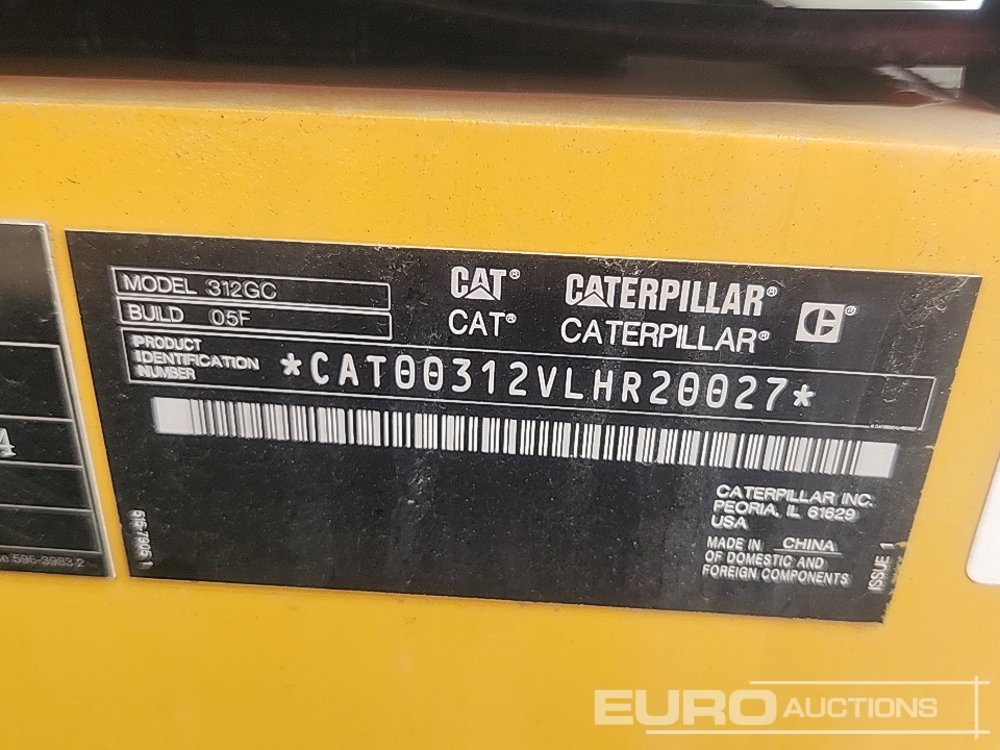 MODEL 312GC
BUILD 05F
CAT® CATERPILLAR®
CAT® CATERPILLAR® C®
PRODUCT
IDENTIFICATION
NUMBER
*CAT00312VLHR20027*
CATERPILLAR INC.
PEORIA, IL 61629
USA
MADE IN CHINA
OF DOMESTIC AND
FOREIGN COMPONENTS
ISSUE 1
4
EURO AUCTIONS